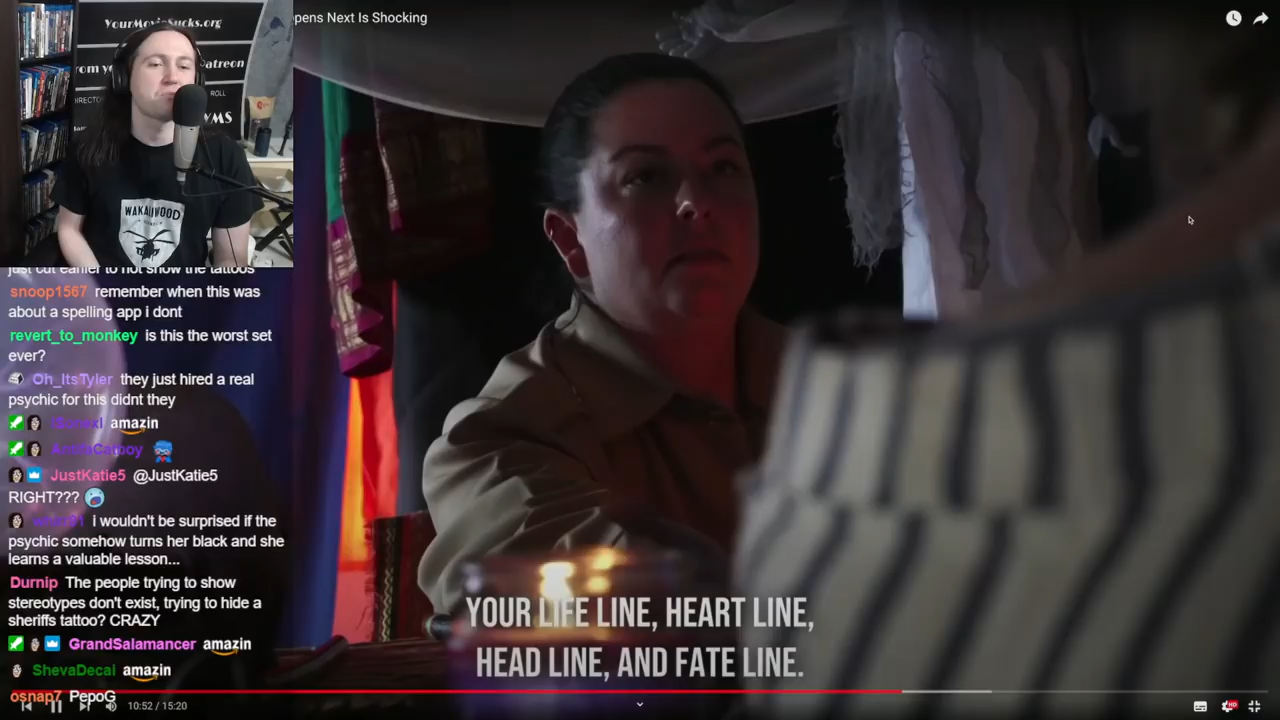 YourMovieSucks.org
pens Next Is Shocking
atreon
DIRECTO
ROLL
YMS
WAKALIWOOD
just cut earlier to not show the tattoos
snoop1567 remember when this was
about a spelling app i dont
revert_to_monkey is this the worst set
ever?
Oh_ItsTyler they just hired a real
psychic for this didnt they
amazin
JustKatie5 @JustKatie5
RIGHT???
i wouldn't be surprised if the
psychic somehow turns her black and she
learns a valuable lesson...
Durnip The people trying to show
stereotypes don't exist, trying to hide a
sheriffs tattoo? CRAZY
GrandSalamancer amazin
ShevaDecal amazin
osnap7 PepoG
YOUR LIFE LINE, HEART LINE,
HEAD LINE, AND FATE LINE.
10:52 / 15:20
HD